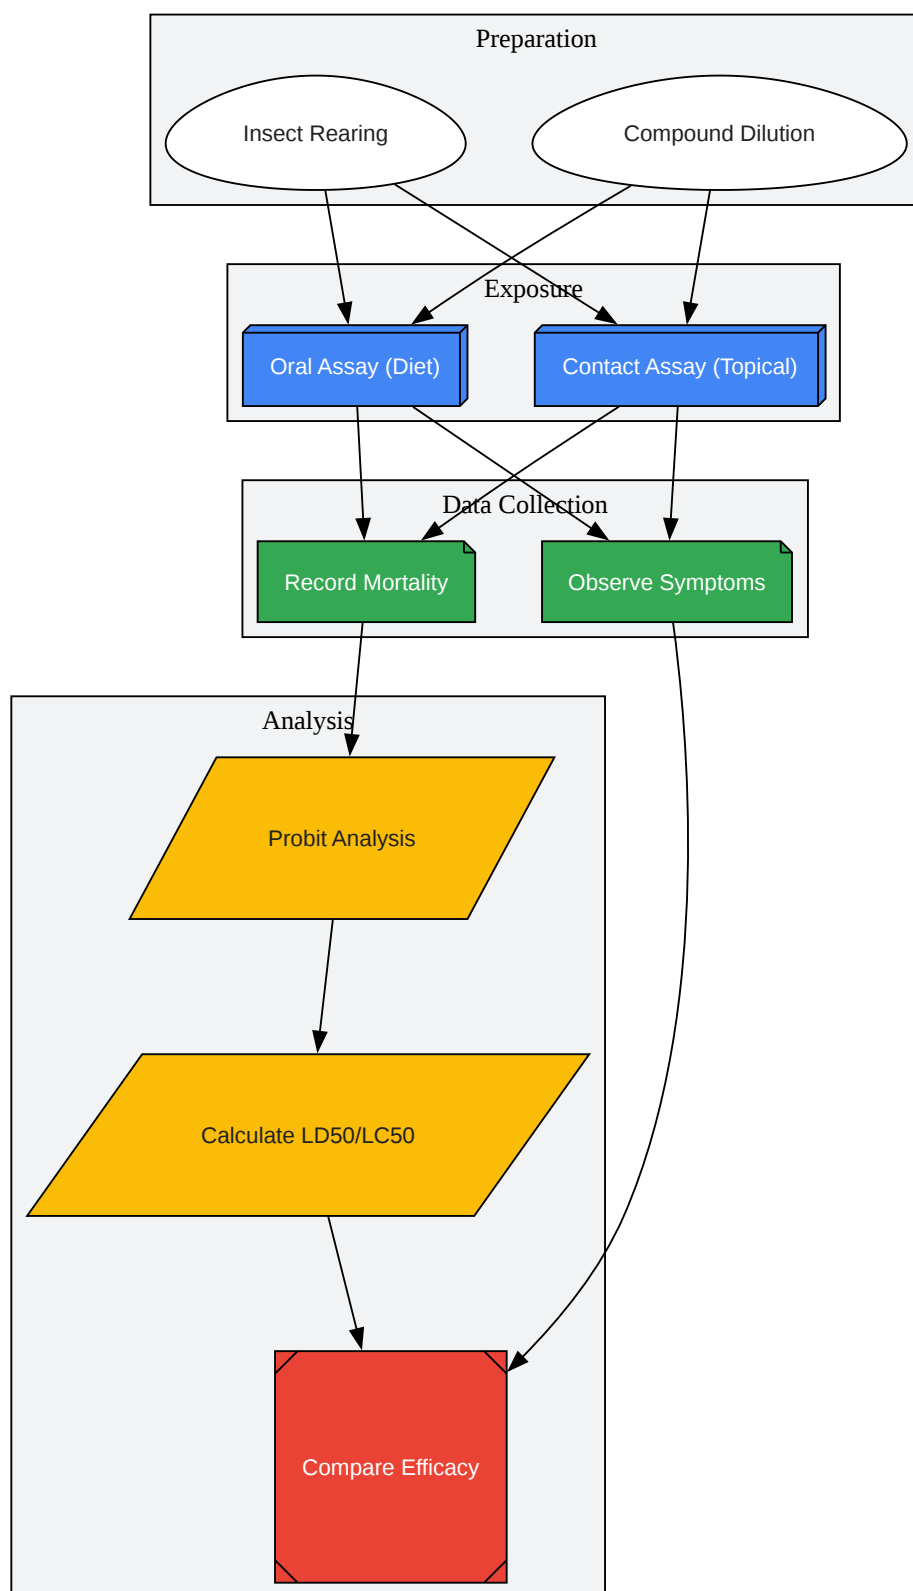 Preparation
Insect Rearing
Compound Dilution
Exposure
Oral Assay (Diet)
Contact Assay (Topical)
Data Collection
Record Mortality
Observe Symptoms
Analysis
Probit Analysis
Calculate LD50/LC50
Compare Efficacy